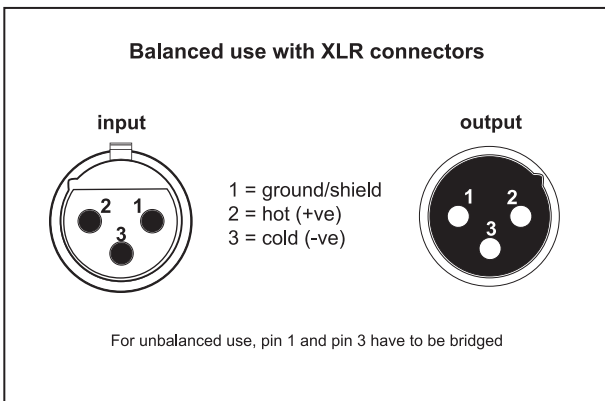 Balanced use with XLR connectors
input
output
2 1
3
1 = ground/shield
2 = hot (+ve)
3 = cold (-ve)
1 2
3
For unbalanced use, pin 1 and pin 3 have to be bridged